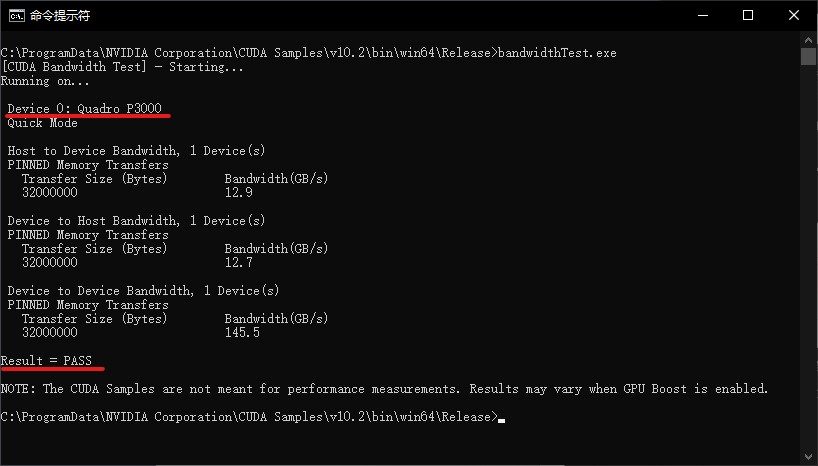 命令提示符
C:\ProgramData\NVIDIA Corporation\CUDA Samples\v10.2\bin\win64\Release>bandwidthTest.exe
[CUDA Bandwidth Test] - Starting...
Running on...
Device 0: Quadro P3000
Quick Mode
Host to Device Bandwidth, 1 Device(s)
PINNED Memory Transfers
Transfer Size (Bytes) Bandwidth(GB/s)
32000000 12.9
Device to Host Bandwidth, 1 Device(s)
PINNED Memory Transfers
Transfer Size (Bytes) Bandwidth(GB/s)
32000000 12.7
Device to Device Bandwidth, 1 Device(s)
PINNED Memory Transfers
Transfer Size (Bytes) Bandwidth(GB/s)
32000000 145.5
Result = PASS
NOTE: The CUDA Samples are not meant for performance measurements. Results may vary when GPU Boost is enabled.
C:\ProgramData\NVIDIA Corporation\CUDA Samples\v10.2\bin\win64\Release>